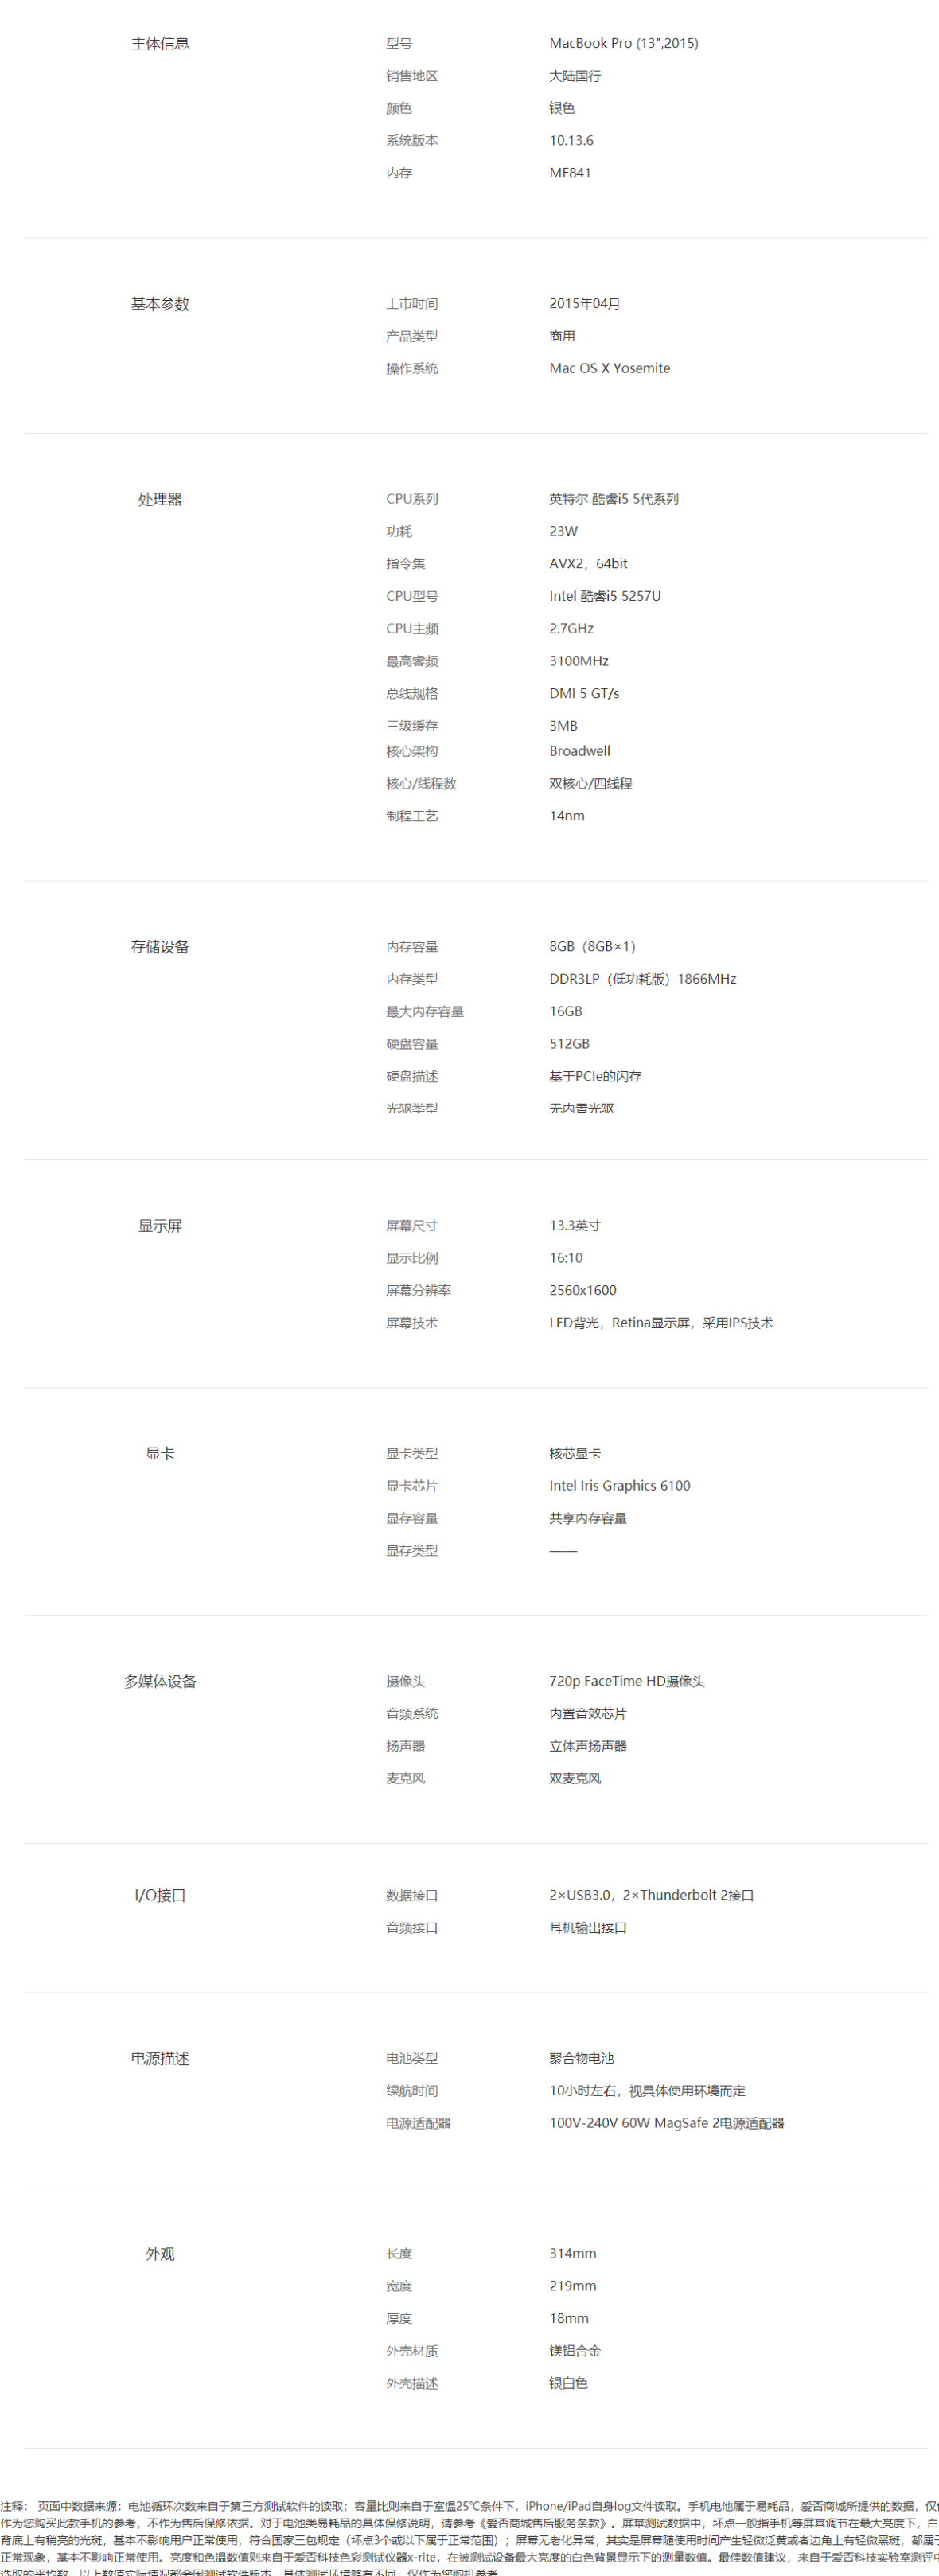 主体信息 型号 MacBook Pro (13",2015)
销售地区 大陆国行
颜色 银色
系统版本 10.13.6
内存 MF841
基本参数 上市时间 2015年04月
产品类型 商用
操作系统 Mac OS X Yosemite
处理器 CPU系列 英特尔 酷睿i5 5代系列
功耗 23W
指令集 AVX2，64bit
CPU型号 Intel 酷睿i5 5257U
CPU主频 2.7GHz
最高睿频 3100MHz
总线规格 DMI 5 GT/s
三级缓存 3MB
核心架构 Broadwell
核心/线程数 双核心/四线程
制程工艺 14nm
存储设备 内存容量 8GB（8GB×1）
内存类型 DDR3LP（低功耗版）1866MHz
最大内存容量 16GB
硬盘容量 512GB
硬盘描述 基于PCIe的闪存
光驱类型 无内置光驱
显示屏 屏幕尺寸 13.3英寸
显示比例 16:10
屏幕分辨率 2560x1600
屏幕技术 LED背光，Retina显示屏，采用IPS技术
显卡 显卡类型 核芯显卡
显卡芯片 Intel Iris Graphics 6100
显存容量 共享内存容量
显存类型 ——
多媒体设备 摄像头 720p FaceTime HD摄像头
音频系统 内置音效芯片
扬声器 立体声扬声器
麦克风 双麦克风
I/O接口 数据接口 2×USB3.0，2×Thunderbolt 2接口
音频接口 耳机输出接口
电源描述 电池类型 聚合物电池
续航时间 10小时左右，视具体使用环境而定
电源适配器 100V-240V 60W MagSafe 2电源适配器
外观 长度 314mm
宽度 219mm
厚度 18mm
外壳材质 镁铝合金
外壳描述 银白色
注释： 页面中数据来源：电池循环次数来自于第三方测试软件的读取；容量比则来自于室温25℃条件下，iPhone/iPad自身log文件读取。手机电池属于易耗品，爱否商城所提供的数据，仅
作为您购买此款手机的参考，不作为售后保修依据。对于电池类易耗品的具体保修说明，请参考《爱否商城售后服务条款》。屏幕测试数据中，坏点一般指手机等屏幕调节在最大亮度下，白
背底上有稍亮的光斑，基本不影响用户正常使用，符合国家三包规定（坏点3个或以下属于正常范围）；屏幕无老化异常，其实是屏幕随使用时间产生轻微泛黄或者边角上有轻微黑斑，都属于
正常现象，基本不影响正常使用。亮度和色温数值则来自于爱否科技色彩测试仪器x-rite，在被测试设备最大亮度的白色背景显示下的测量数值。最佳数值建议，来自于爱否科技实验室测评中
选取的平均数，以上数值实际情况都会因测试软件版本、具体测试环境略有不同，仅作为您购机参考